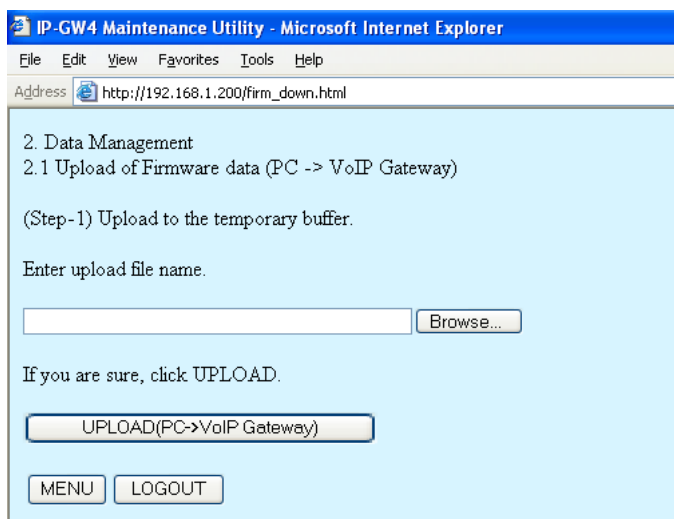 IP-GW4 Maintenance Utility - Microsoft Internet Explorer
File Edit View Favorites Tools Help
Address http://192.168.1.200/firm_down.html
2. Data Management
2.1 Upload of Firmware data (PC -> VoIP Gateway)
(Step-1) Upload to the temporary buffer.
Enter upload file name.
Browse...
If you are sure, click UPLOAD.
UPLOAD(PC->VoIP Gateway)
MENU LOGOUT